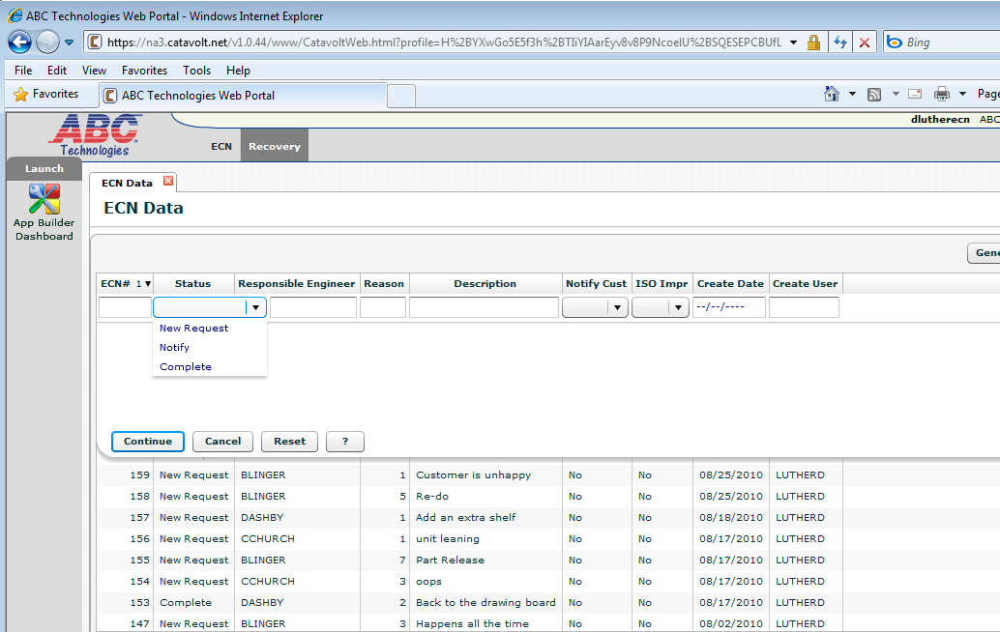 ABC Technologies Web Portal - Windows Internet Explorer
https://na3.catavolt.net/v1.0.44/www/CatavoltWeb.html?profile=H%2BYXwGo5E5f3h%2BTIiYIAarEyv8v8P9NcoelU%2BSQESEPCBUfL
Bing
File Edit View Favorites Tools Help
Favorites
ABC Technologies Web Portal
Page
dlutherecn ABC
ABC
Technologies
ECN Recovery
Launch
App Builder
Dashboard
ECN Data
ECN Data
Gene
ECN# 1 Status Responsible Engineer Reason Description Notify Cust ISO Impr Create Date Create User
--/--/----
New Request
Notify
Complete
Continue Cancel Reset ?
159 New Request BLINGER 1 Customer is unhappy No No 08/25/2010 LUTHERD
158 New Request BLINGER 5 Re-do No No 08/25/2010 LUTHERD
157 New Request DASHBY 1 Add an extra shelf No No 08/18/2010 LUTHERD
156 New Request CCHURCH 1 unit leaning No No 08/17/2010 LUTHERD
155 New Request BLINGER 7 Part Release No No 08/17/2010 LUTHERD
154 New Request CCHURCH 3 oops No No 08/17/2010 LUTHERD
153 Complete DASHBY 2 Back to the drawing board No No 08/17/2010 LUTHERD
147 New Request BLINGER 3 Happens all the time No No 08/02/2010 LUTHERD